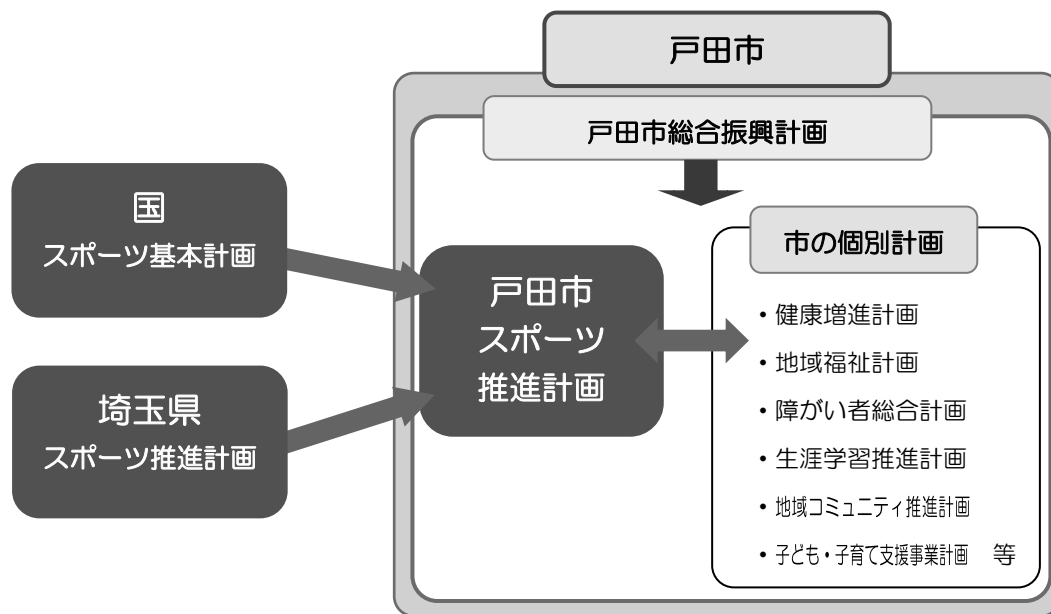 戸田市
戸田市総合振興計画
国
スポーツ基本計画
埼玉県
スポーツ推進計画
戸田市
スポーツ
推進計画
市の個別計画
・健康増進計画
・地域福祉計画
・障がい者総合計画
・生涯学習推進計画
・地域コミュニティ推進計画
・子ども・子育て支援事業計画　等